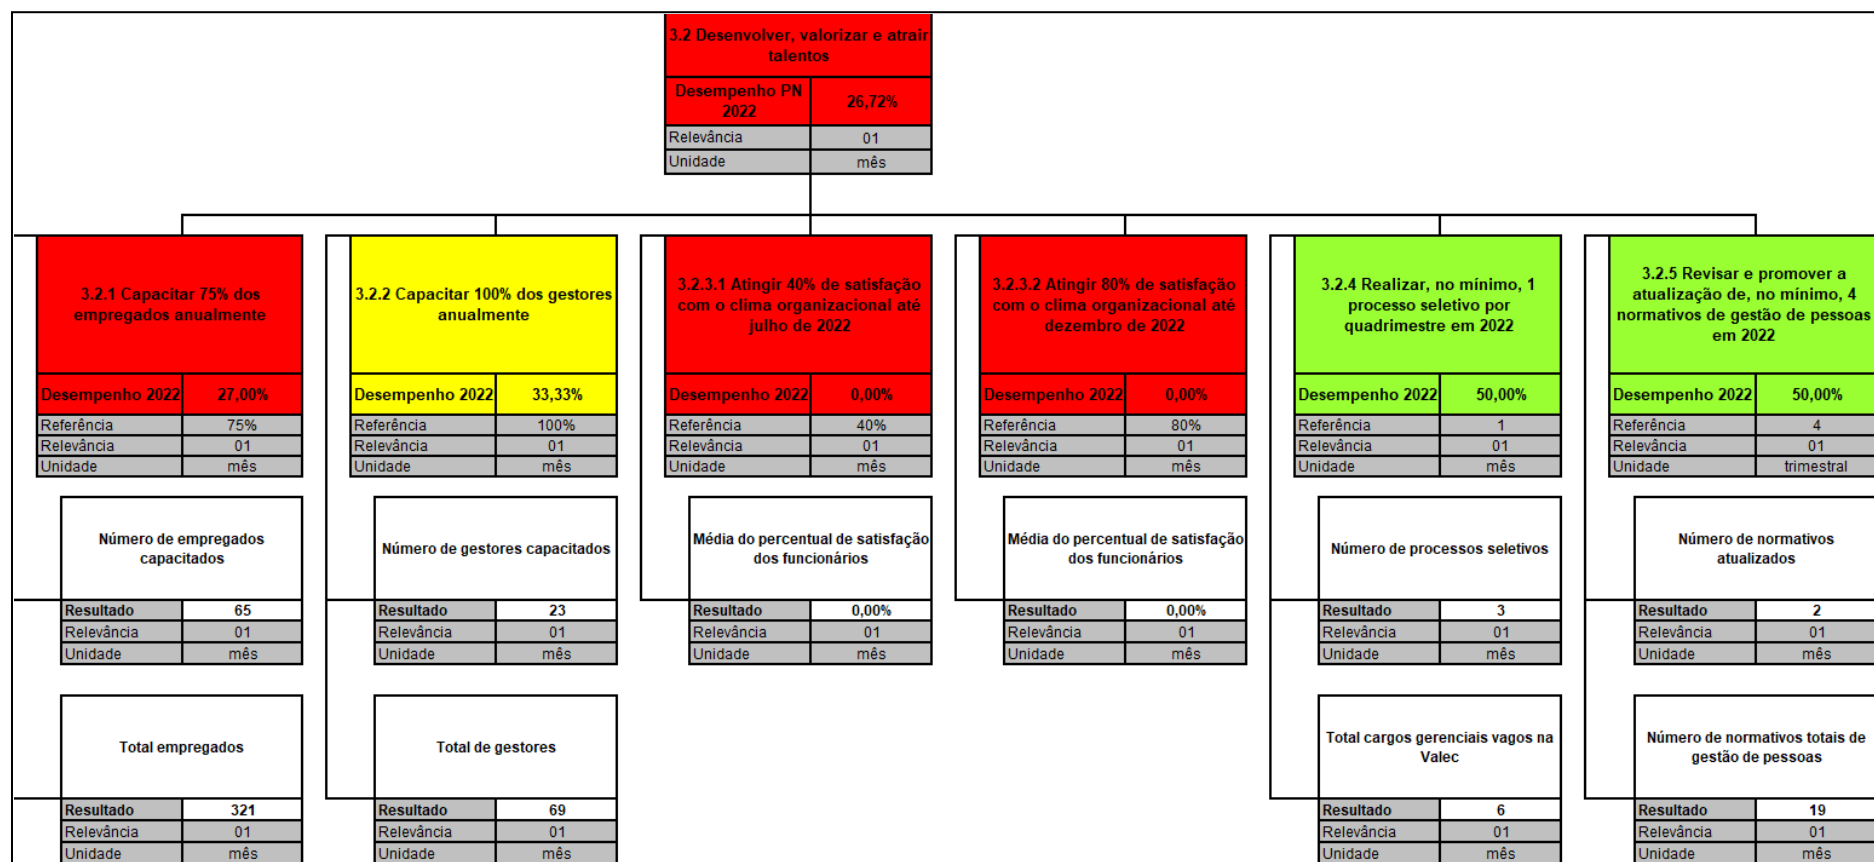 3.2 Desenvolver, valorizar e atrair
talentos
Desempenho PN
2022
26,72%
Relevância 01
Unidade mês
3.2.1 Capacitar 75% dos
empregados anualmente
Desempenho 2022 27,00%
Referência 75%
Relevância 01
Unidade mês
Número de empregados
capacitados
Resultado 65
Relevância 01
Unidade mês
Total empregados
Resultado 321
Relevância 01
Unidade mês
3.2.2 Capacitar 100% dos gestores
anualmente
Desempenho 2022 33,33%
Referência 100%
Relevância 01
Unidade mês
Número de gestores capacitados
Resultado 23
Relevância 01
Unidade mês
Total de gestores
Resultado 69
Relevância 01
Unidade mês
3.2.3.1 Atingir 40% de satisfação
com o clima organizacional até
julho de 2022
Desempenho 2022 0,00%
Referência 40%
Relevância 01
Unidade mês
Média do percentual de satisfação
dos funcionários
Resultado 0,00%
Relevância 01
Unidade mês
3.2.3.2 Atingir 80% de satisfação
com o clima organizacional até
dezembro de 2022
Desempenho 2022 0,00%
Referência 80%
Relevância 01
Unidade mês
Média do percentual de satisfação
dos funcionários
Resultado 0,00%
Relevância 01
Unidade mês
3.2.4 Realizar, no mínimo, 1
processo seletivo por
quadrimestre em 2022
Desempenho 2022 50,00%
Referência 1
Relevância 01
Unidade mês
Número de processos seletivos
Resultado 3
Relevância 01
Unidade mês
Total cargos gerenciais vagos na
Valec
Resultado 6
Relevância 01
Unidade mês
3.2.5 Revisar e promover a
atualização de, no mínimo, 4
normativos de gestão de pessoas
em 2022
Desempenho 2022 50,00%
Referência 4
Relevância 01
Unidade trimestral
Número de normativos
atualizados
Resultado 2
Relevância 01
Unidade mês
Número de normativos totais de
gestão de pessoas
Resultado 19
Relevância 01
Unidade mês